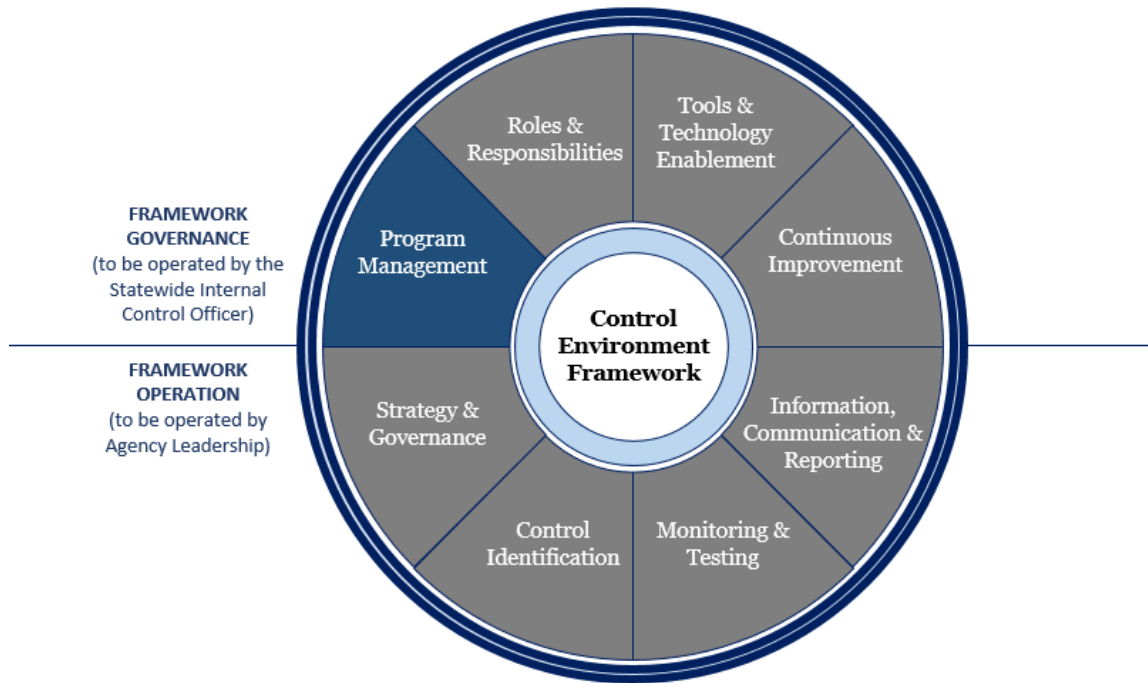 Roles &
Responsibilities
Tools &
Technology
Enablement
FRAMEWORK
GOVERNANCE
(to be operated by the
Statewide Internal
Control Officer)
Program
Management
Continuous
Improvement
Control
Environment
Framework
FRAMEWORK
OPERATION
(to be operated by
Agency Leadership)
Strategy &
Governance
Information,
Communication &
Reporting
Control
Identification
Monitoring &
Testing